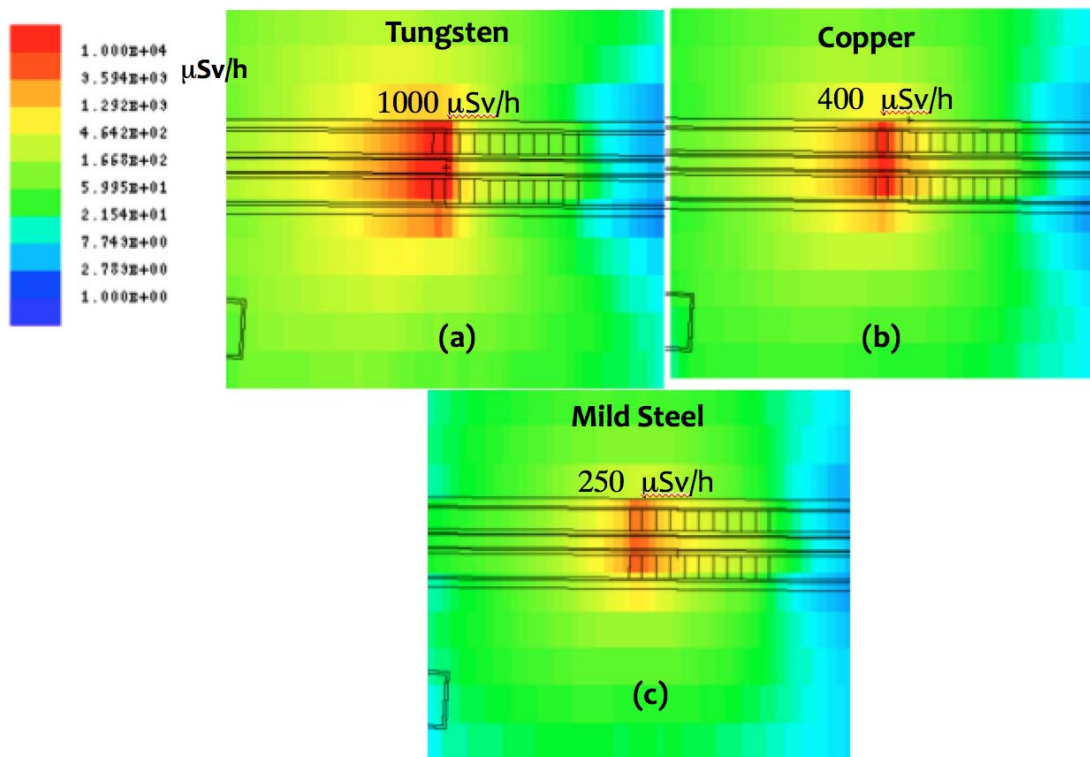 1.000E+04
μSv/h
3.594E+03
1.292E+03
4.642E+02
1.668E+02
5.995E+01
2.154E+01
7.743E+00
2.783E+00
1.000E+00
Tungsten
1000 μSv/h
(a)
Copper
400 μSv/h
(b)
Mild Steel
250 μSv/h
(c)